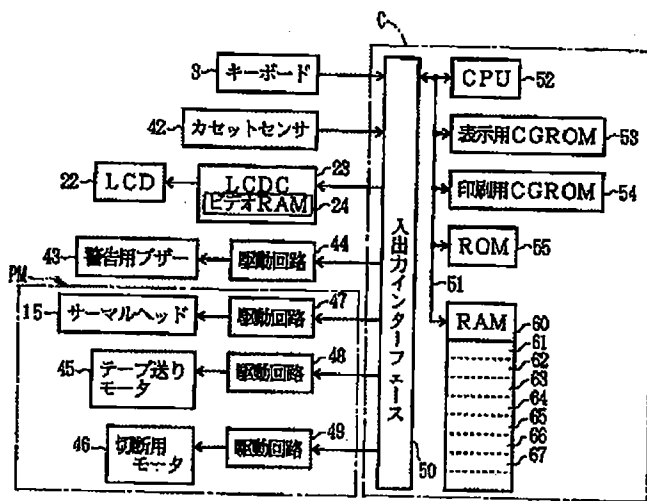 C
3 キーボード
CPU 52
42 カセットセンサ
表示用CGROM 53
23
22 LCD
LCDC
ビデオRAM 24
印刷用CGROM 54
入出力インターフェース
44
43 警告用ブザー 駆動回路
ROM 55
PM
47
51
15 サーマルヘッド 駆動回路
RAM 60
61
48
62
45 テープ送り
モータ
駆動回路
63
64
65
49
66
46 切断用
モータ
駆動回路
67
50